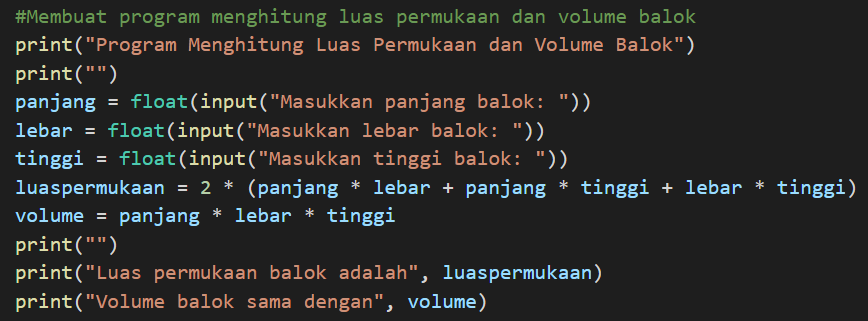 #Membuat program menghitung luas permukaan dan volume balok
print("Program Menghitung Luas Permukaan dan Volume Balok")
print("")
panjang = float(input("Masukkan panjang balok: "))
lebar = float(input("Masukkan lebar balok: "))
tinggi = float(input("Masukkan tinggi balok: "))
luaspermukaan = 2 * (panjang * lebar + panjang * tinggi + lebar * tinggi)
volume = panjang * lebar * tinggi
print("")
print("Luas permukaan balok adalah", luaspermukaan)
print("Volume balok sama dengan", volume)